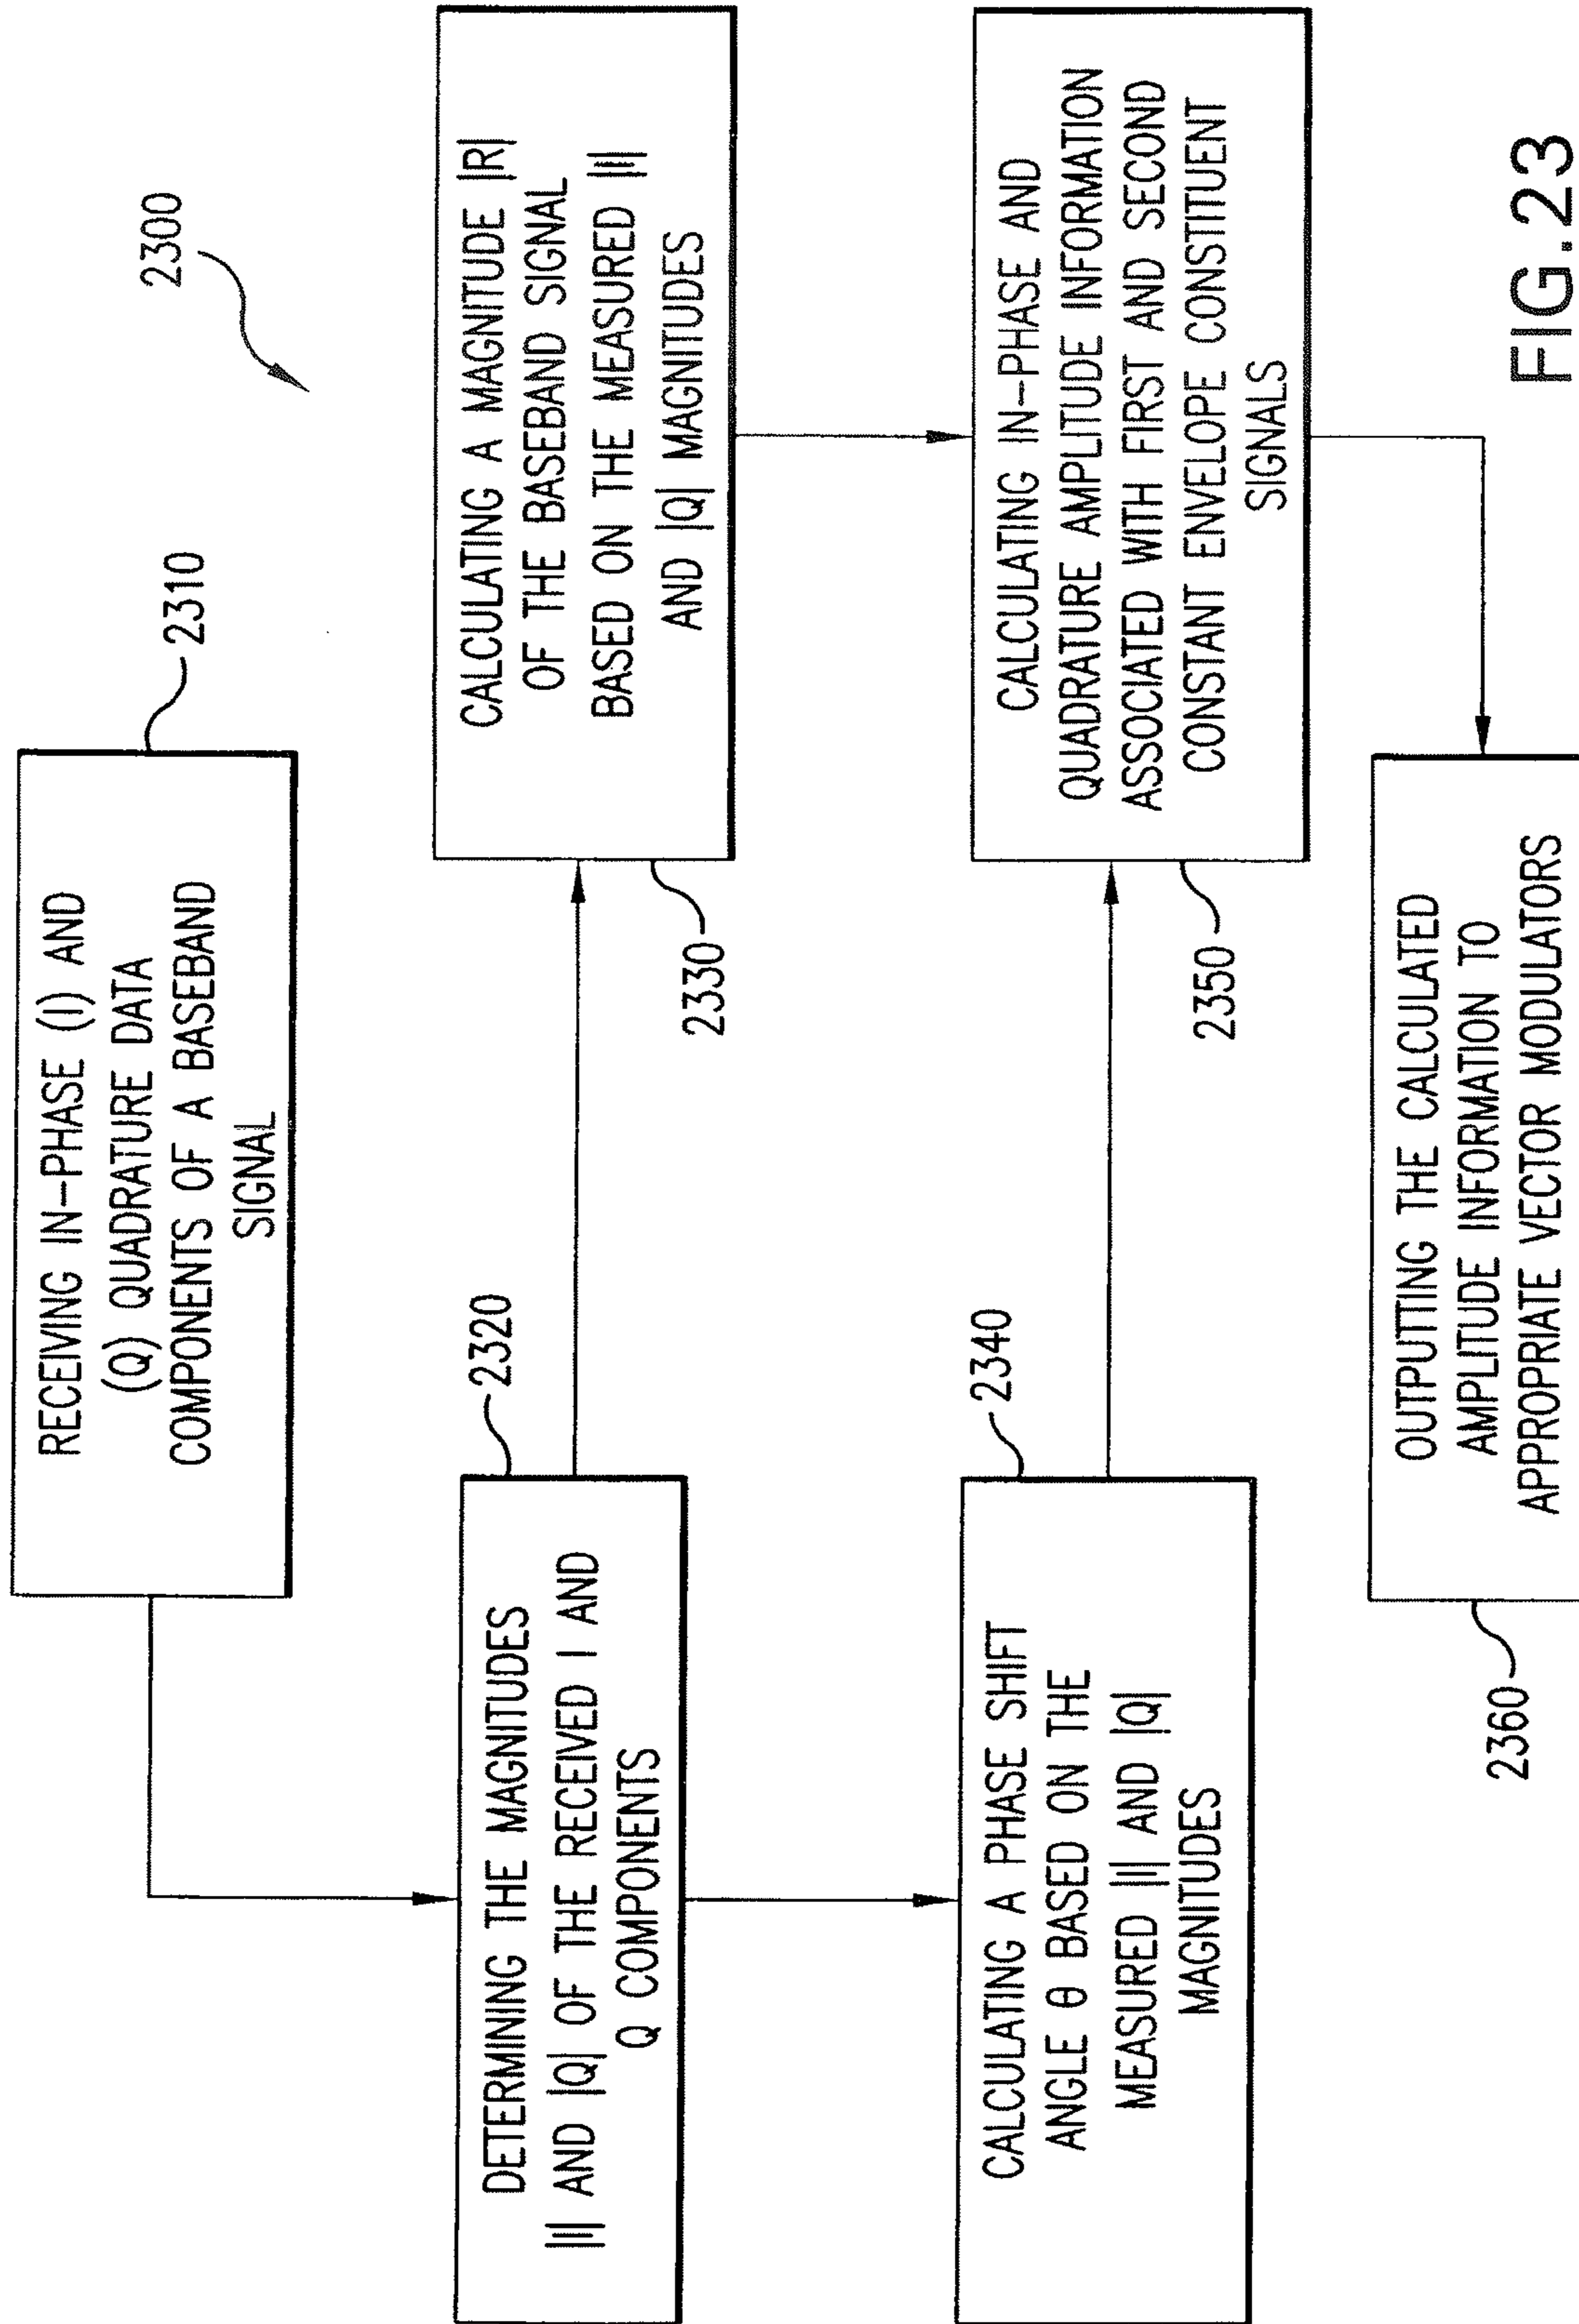 2300
RECEIVING IN-PHASE (I) AND
(Q) QUADRATURE DATA
COMPONENTS OF A BASEBAND
SIGNAL
2310
DETERMINING THE MAGNITUDES
|I| AND |Q| OF THE RECEIVED I AND
Q COMPONENTS
2320
CALCULATING A MAGNITUDE |R|
OF THE BASEBAND SIGNAL
BASED ON THE MEASURED |I|
AND |Q| MAGNITUDES
2330
CALCULATING A PHASE SHIFT
ANGLE θ BASED ON THE
MEASURED |I| AND |Q|
MAGNITUDES
2340
CALCULATING IN-PHASE AND
QUADRATURE AMPLITUDE INFORMATION
ASSOCIATED WITH FIRST AND SECOND
CONSTANT ENVELOPE CONSTITUENT
SIGNALS
2350
OUTPUTTING THE CALCULATED
AMPLITUDE INFORMATION TO
APPROPRIATE VECTOR MODULATORS
2360
FIG.23